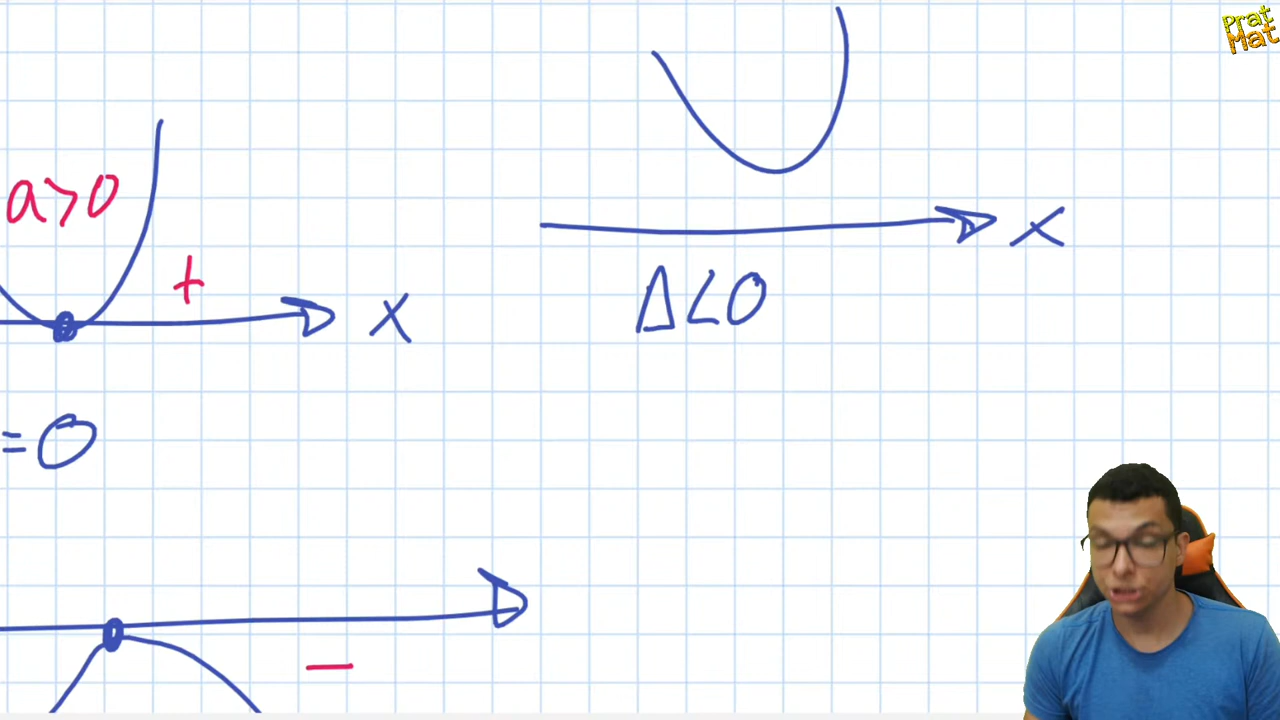 Prat
Mat
a>0
+
x
x
Δ<0
=0
−